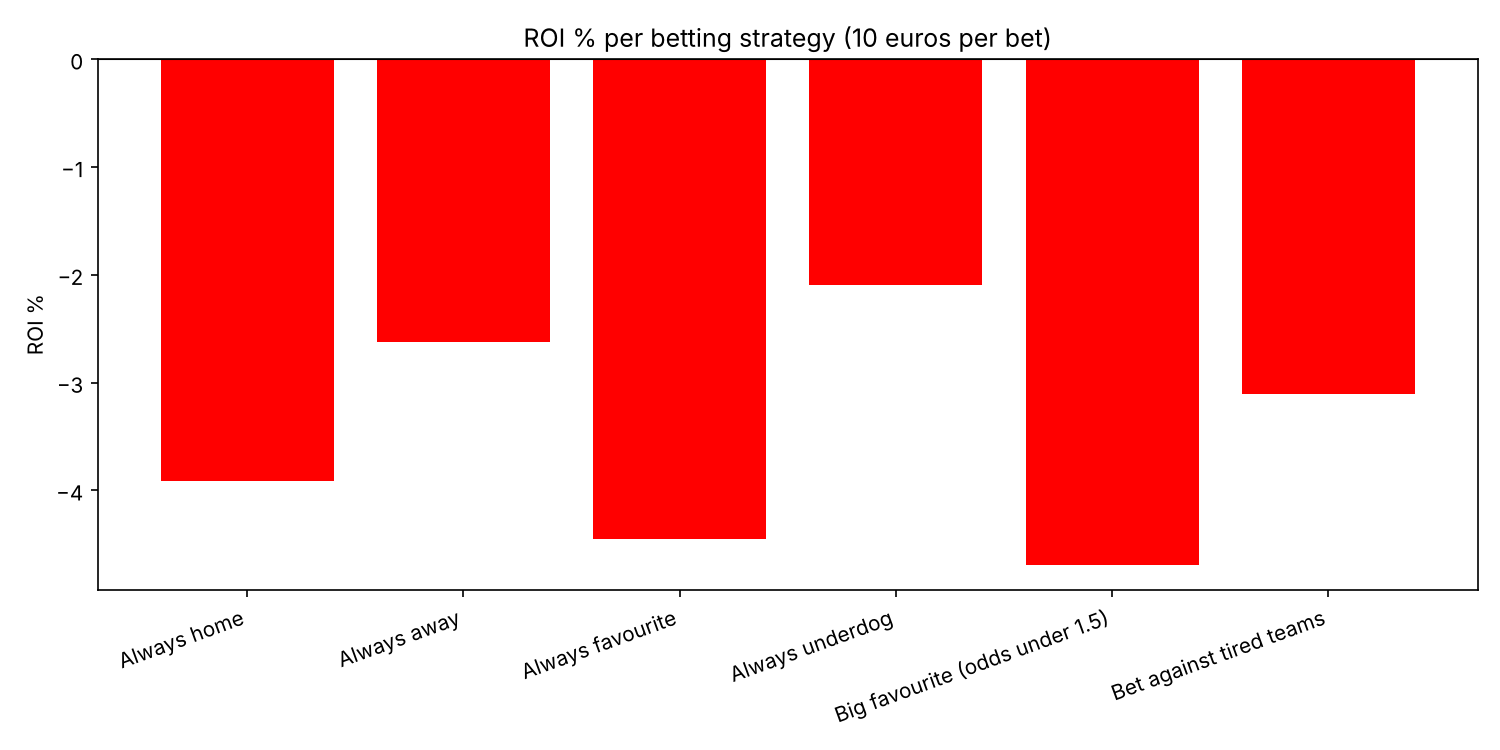 ROI % per betting strategy (10 euros per bet)
0
−1
−2
−3
−4
ROI %
Always home
Always away
Always favourite
Always underdog
Big favourite (odds under 1.5)
Bet against tired teams